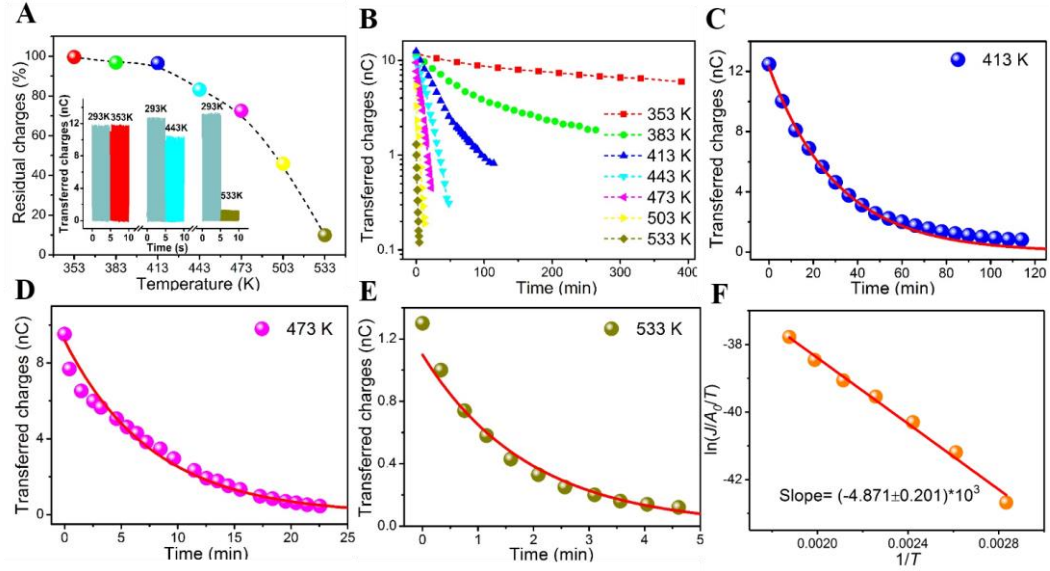 A
Residual charges (%)
100
80
60
40
20
0
353 383 413 443 473 503 533
Temperature (K)
Transferred charges (nC)
12
8
4
0
293K 353K
293K
443K
293K
533K
0 5 10 0 5 10 0 5 10
Time (s)
B
Transferred charges (nC)
10
1
0.1
0 100 200 300 400
Time (min)
353 K
383 K
413 K
443 K
473 K
503 K
533 K
C
Transferred charges (nC)
12
8
4
0
0 20 40 60 80 100 120
Time (min)
413 K
D
Transferred charges (nC)
8
4
0
0 5 10 15 20 25
Time (min)
473 K
E
Transferred charges (nC)
1.2
0.8
0.4
0.0
0 1 2 3 4 5
Time (min)
533 K
F
ln(J/A₀/T)
-38
-40
-42
0.0020 0.0024 0.0028
1/T
Slope= (-4.871±0.201)*10³